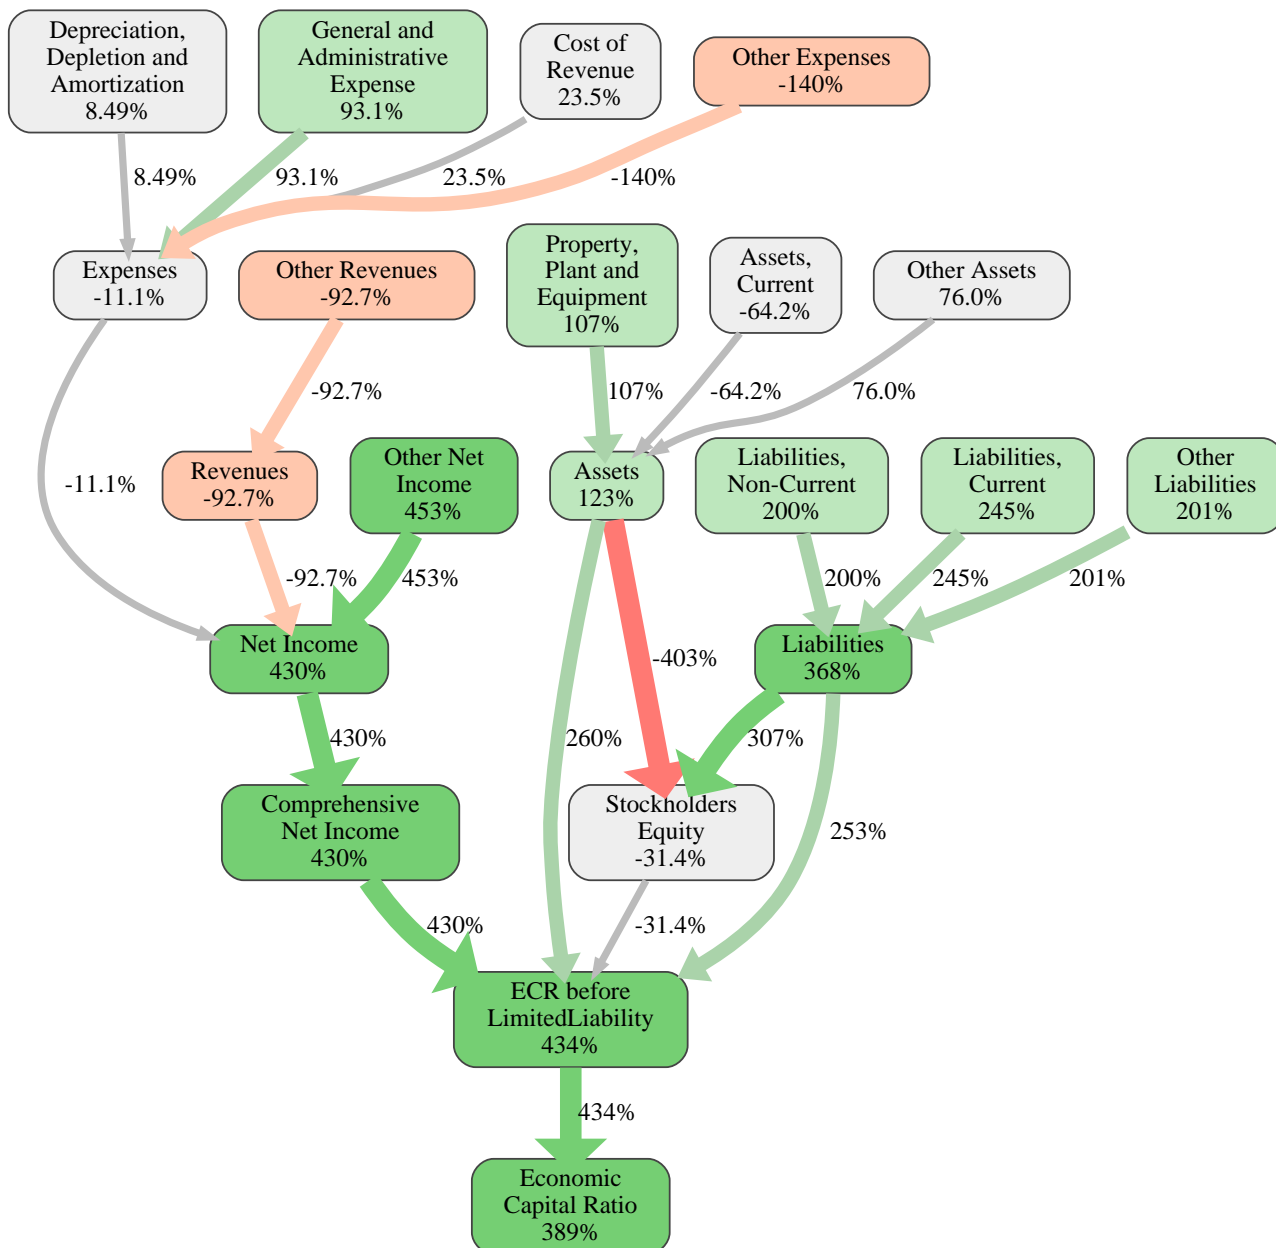 Depreciation,
Depletion and
Amortization
8.49%
General and
Administrative
Expense
93.1%
Cost of
Revenue
23.5%
Other Expenses
-140%
8.49%
93.1%
23.5%
-140%
Expenses
-11.1%
Other Revenues
-92.7%
Property,
Plant and
Equipment
107%
Assets,
Current
-64.2%
Other Assets
76.0%
-92.7%
107%
-64.2%
76.0%
-11.1%
Revenues
-92.7%
Other Net
Income
453%
Assets
123%
Liabilities,
Non-Current
200%
Liabilities,
Current
245%
Other
Liabilities
201%
-92.7%
453%
200%
245%
201%
Net Income
430%
-403%
Liabilities
368%
430%
260%
307%
Comprehensive
Net Income
430%
Stockholders
Equity
-31.4%
253%
430%
-31.4%
ECR before
LimitedLiability
434%
434%
Economic
Capital Ratio
389%